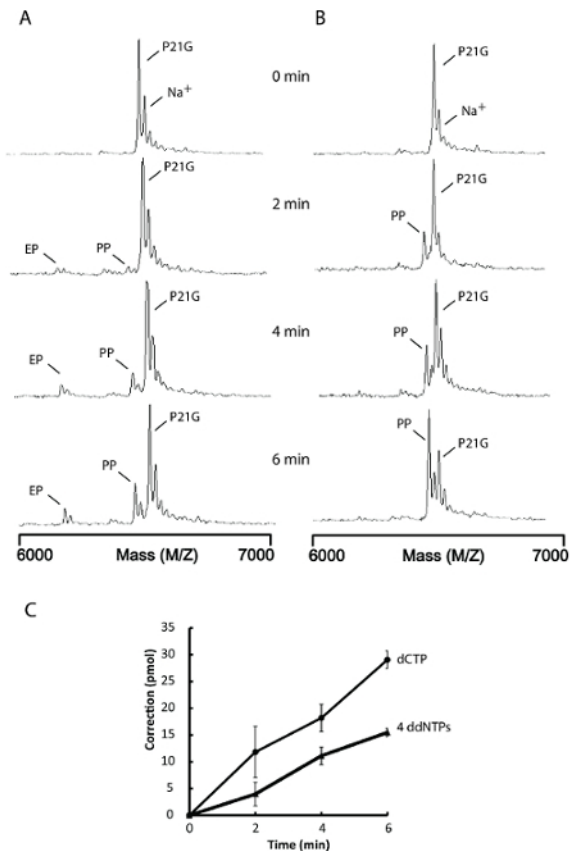 A
B
P21G
Na+
0 min
P21G
Na+
P21G
EP
PP
2 min
P21G
PP
P21G
EP
PP
4 min
P21G
PP
P21G
EP
PP
6 min
PP
P21G
6000 Mass (M/Z) 7000
6000 Mass (M/Z) 7000
C
Correction (pmol)
35
30
25
20
15
10
5
0
dCTP
4 ddNTPs
0 2 4 6
Time (min)